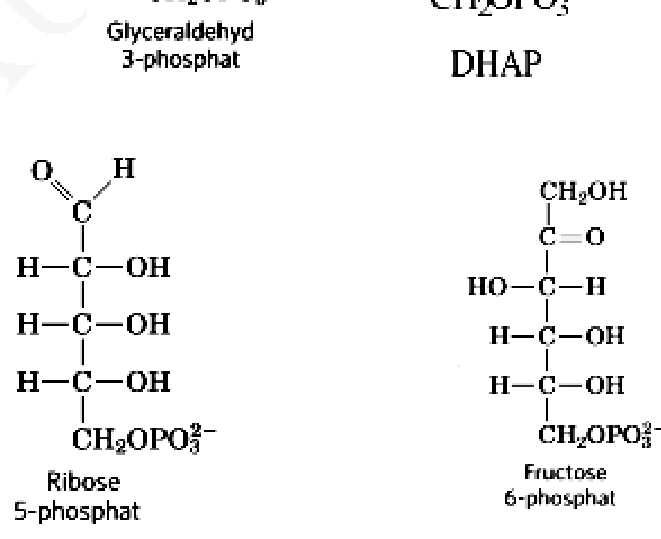 Glyceraldehyd
3-phosphat
CH₂OPO₃
DHAP
O H
C
H—C—OH
H—C—OH
H—C—OH
CH₂OPO₃²⁻
Ribose
5-phosphat
CH₂OH
C=O
HO—C—H
H—C—OH
H—C—OH
CH₂OPO₃²⁻
Fructose
6-phosphat